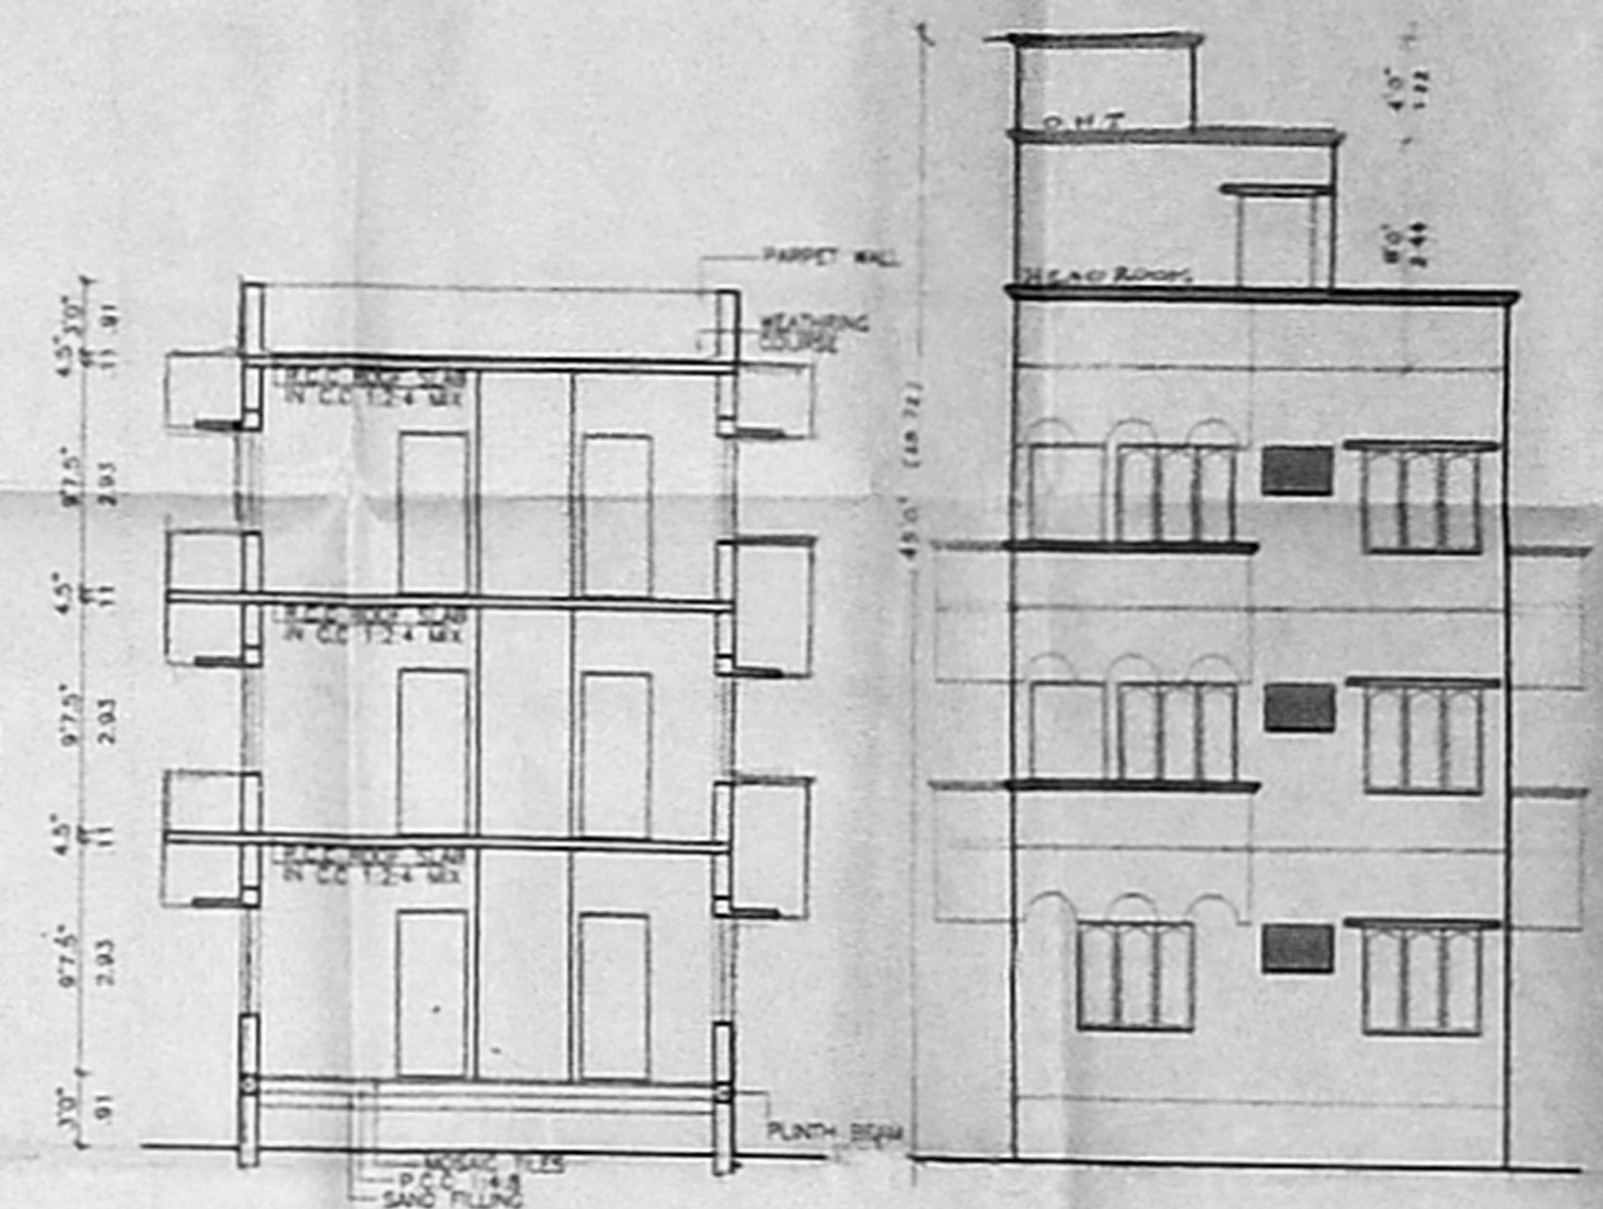 PARPET WALL
WEATHRING
COURSE
R.C.C. ROOF SLAB
IN C.C 1:2:4 MIX
R.C.C. ROOF SLAB
IN C.C 1:2:4 MIX
R.C.C. ROOF SLAB
IN C.C 1:2:4 MIX
PLINTH BEAM
MOSAIC TILES
P.C.C. 1:4:8
SAND FILLING
3'0"
.91
4.5"
.11
9'7.5"
2.93
4.5"
.11
9'7.5"
2.93
4.5"
.11
9'7.5"
2.93
3'0"
.91
O.H.T
HEAD ROOM
4'0"
1.22
8'0"
2.44
45'0"